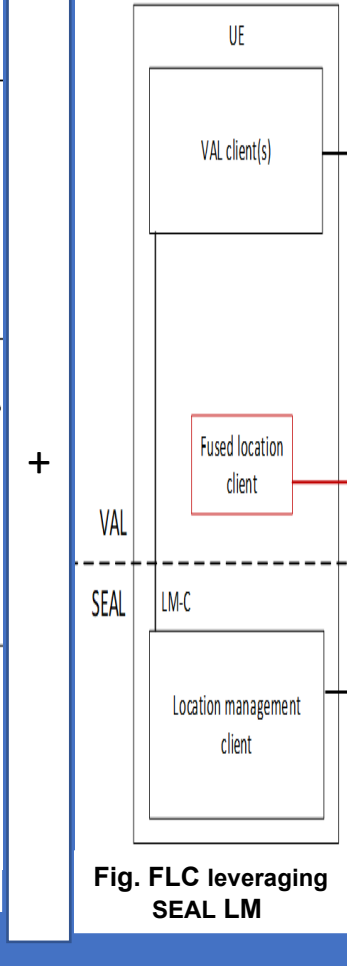 UE
VAL client(s)
+
Fused location
client
VAL
SEAL
LM-C
Location management
client
Fig. FLC leveraging
SEAL LM